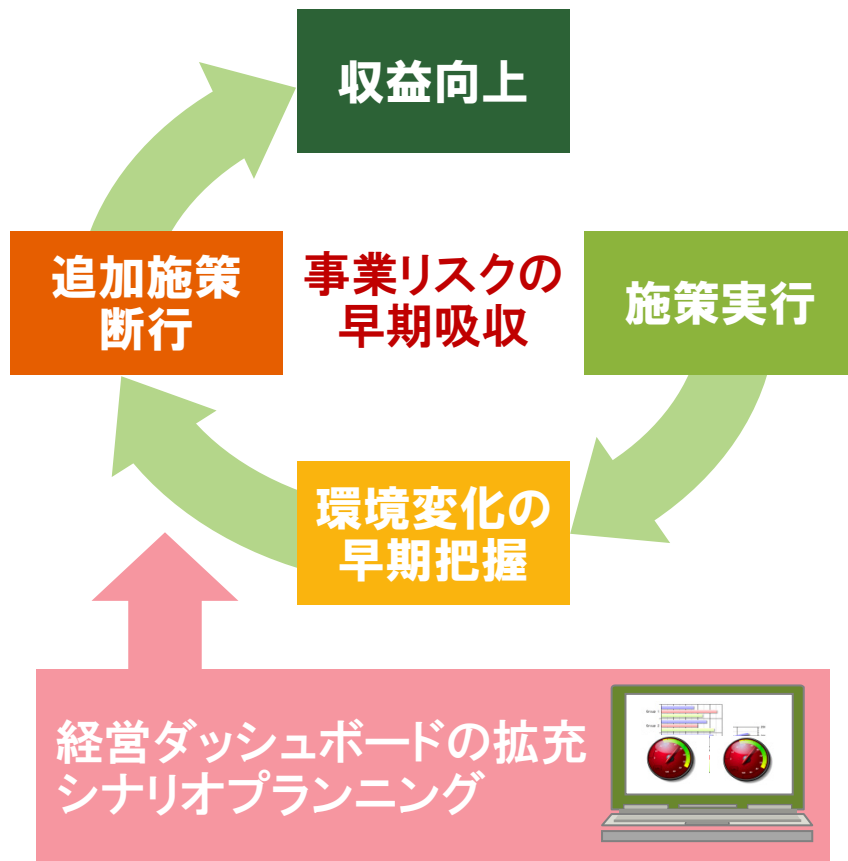 収益向上
追加施策
断行
事業リスクの
早期吸収
施策実行
環境変化の
早期把握
経営ダッシュボードの拡充
シナリオプランニング